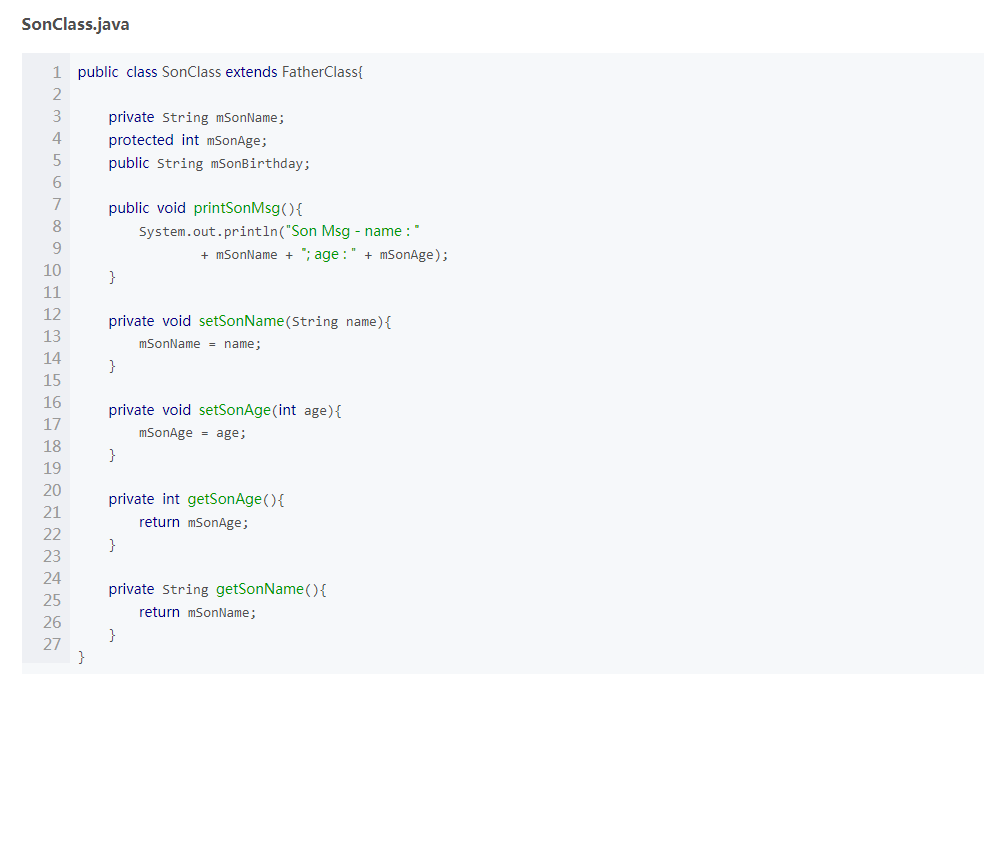 SonClass.java
1 public class SonClass extends FatherClass{
2
3 private String mSonName;
4 protected int mSonAge;
5 public String mSonBirthday;
6
7 public void printSonMsg(){
8 System.out.println("Son Msg - name : "
9 + mSonName + "; age : " + mSonAge);
10 }
11
12 private void setSonName(String name){
13 mSonName = name;
14 }
15
16 private void setSonAge(int age){
17 mSonAge = age;
18 }
19
20 private int getSonAge(){
21 return mSonAge;
22 }
23
24 private String getSonName(){
25 return mSonName;
26 }
27 }